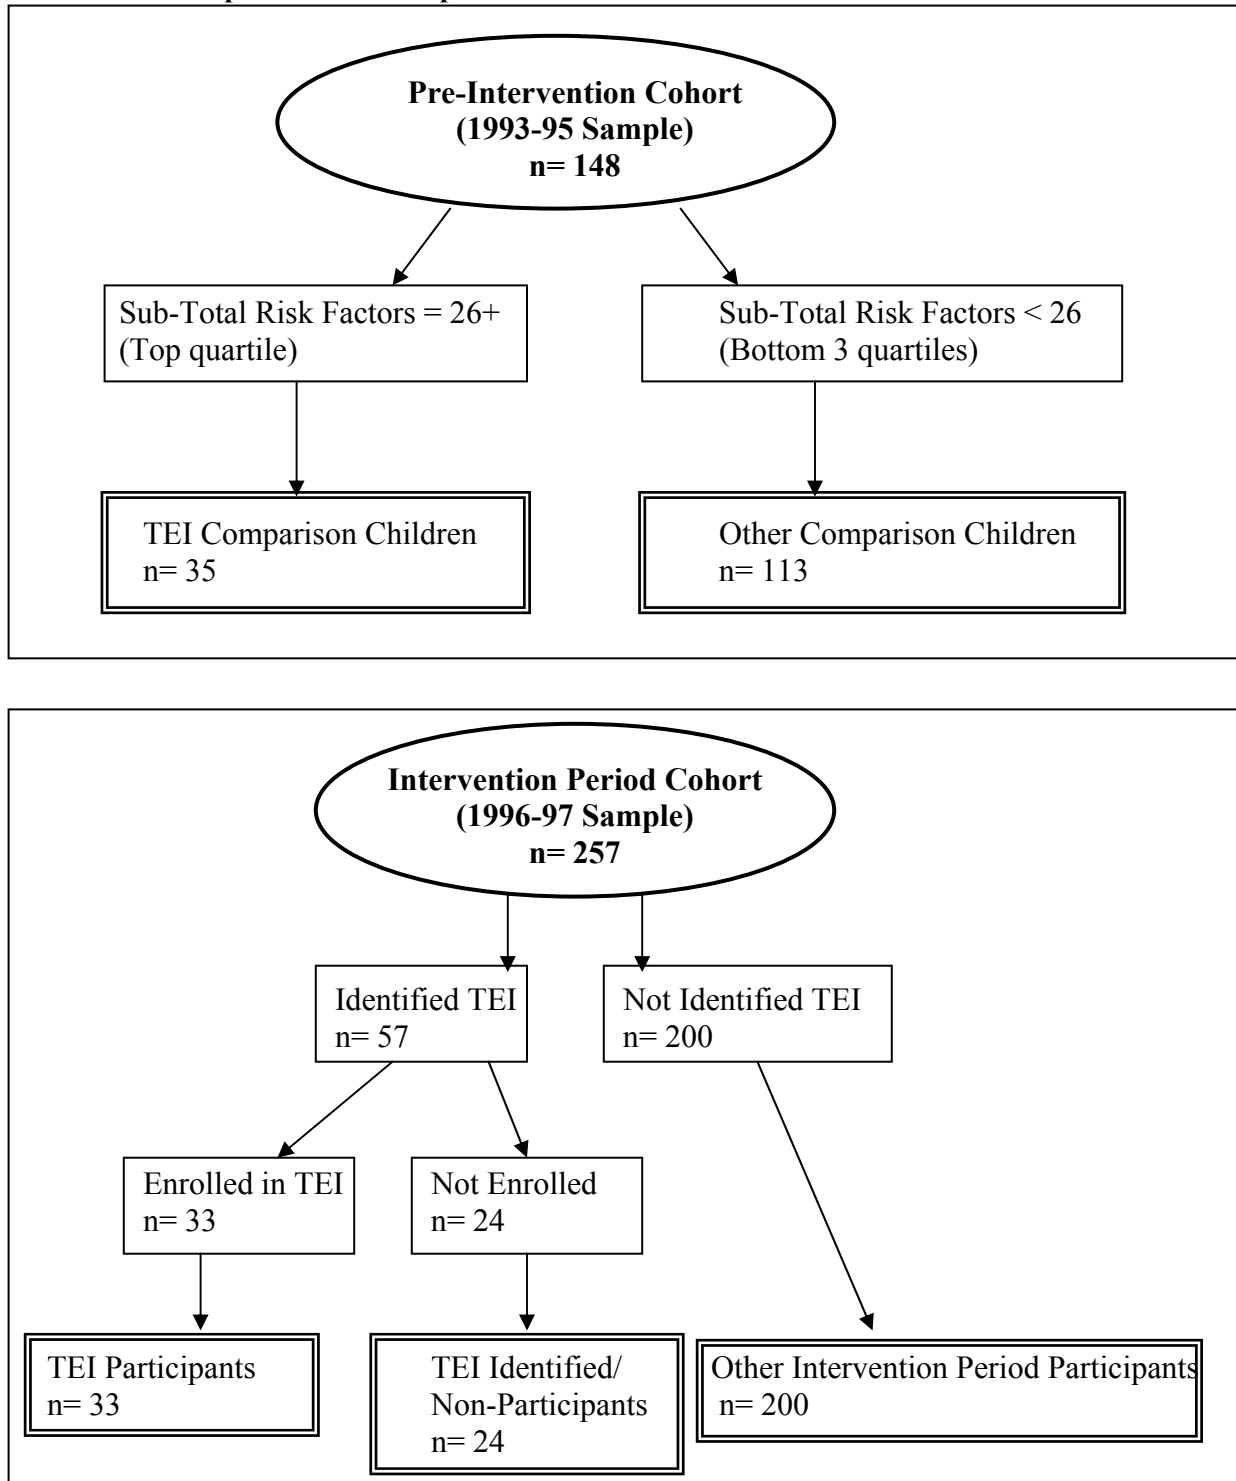 Pre-Intervention Cohort
(1993-95 Sample)
n= 148
Sub-Total Risk Factors = 26+
(Top quartile)
Sub-Total Risk Factors < 26
(Bottom 3 quartiles)
TEI Comparison Children
n= 35
Other Comparison Children
n= 113
Intervention Period Cohort
(1996-97 Sample)
n= 257
Identified TEI
n= 57
Not Identified TEI
n= 200
Enrolled in TEI
n= 33
Not Enrolled
n= 24
TEI Participants
n= 33
TEI Identified/
Non-Participants
n= 24
Other Intervention Period Participants
n= 200